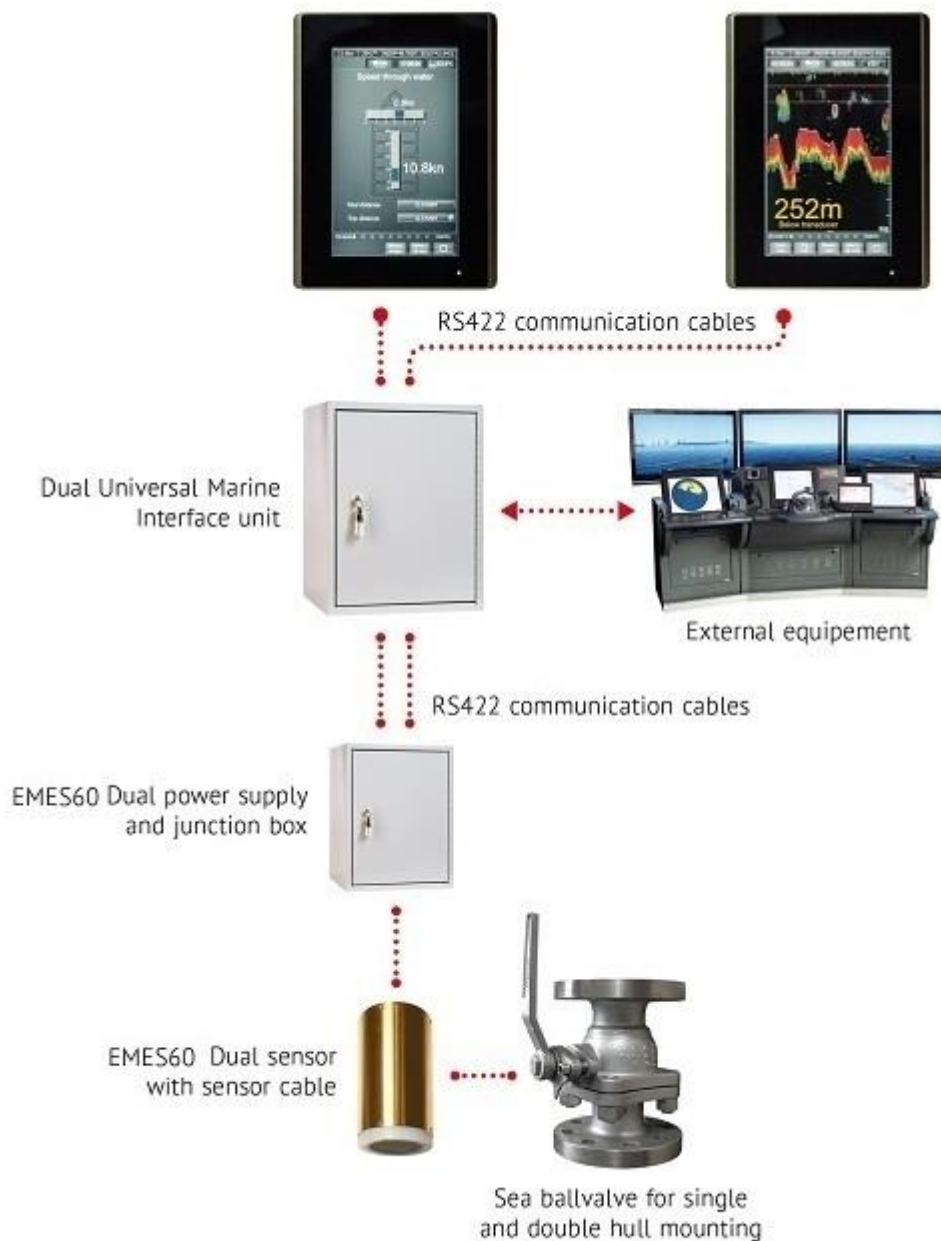 Speed through water
10.8kn
252m
Below transducer
RS422 communication cables
Dual Universal Marine
Interface unit
External equipement
RS422 communication cables
EMES60 Dual power supply
and junction box
EMES60 Dual sensor
with sensor cable
Sea ballvalve for single
and double hull mounting